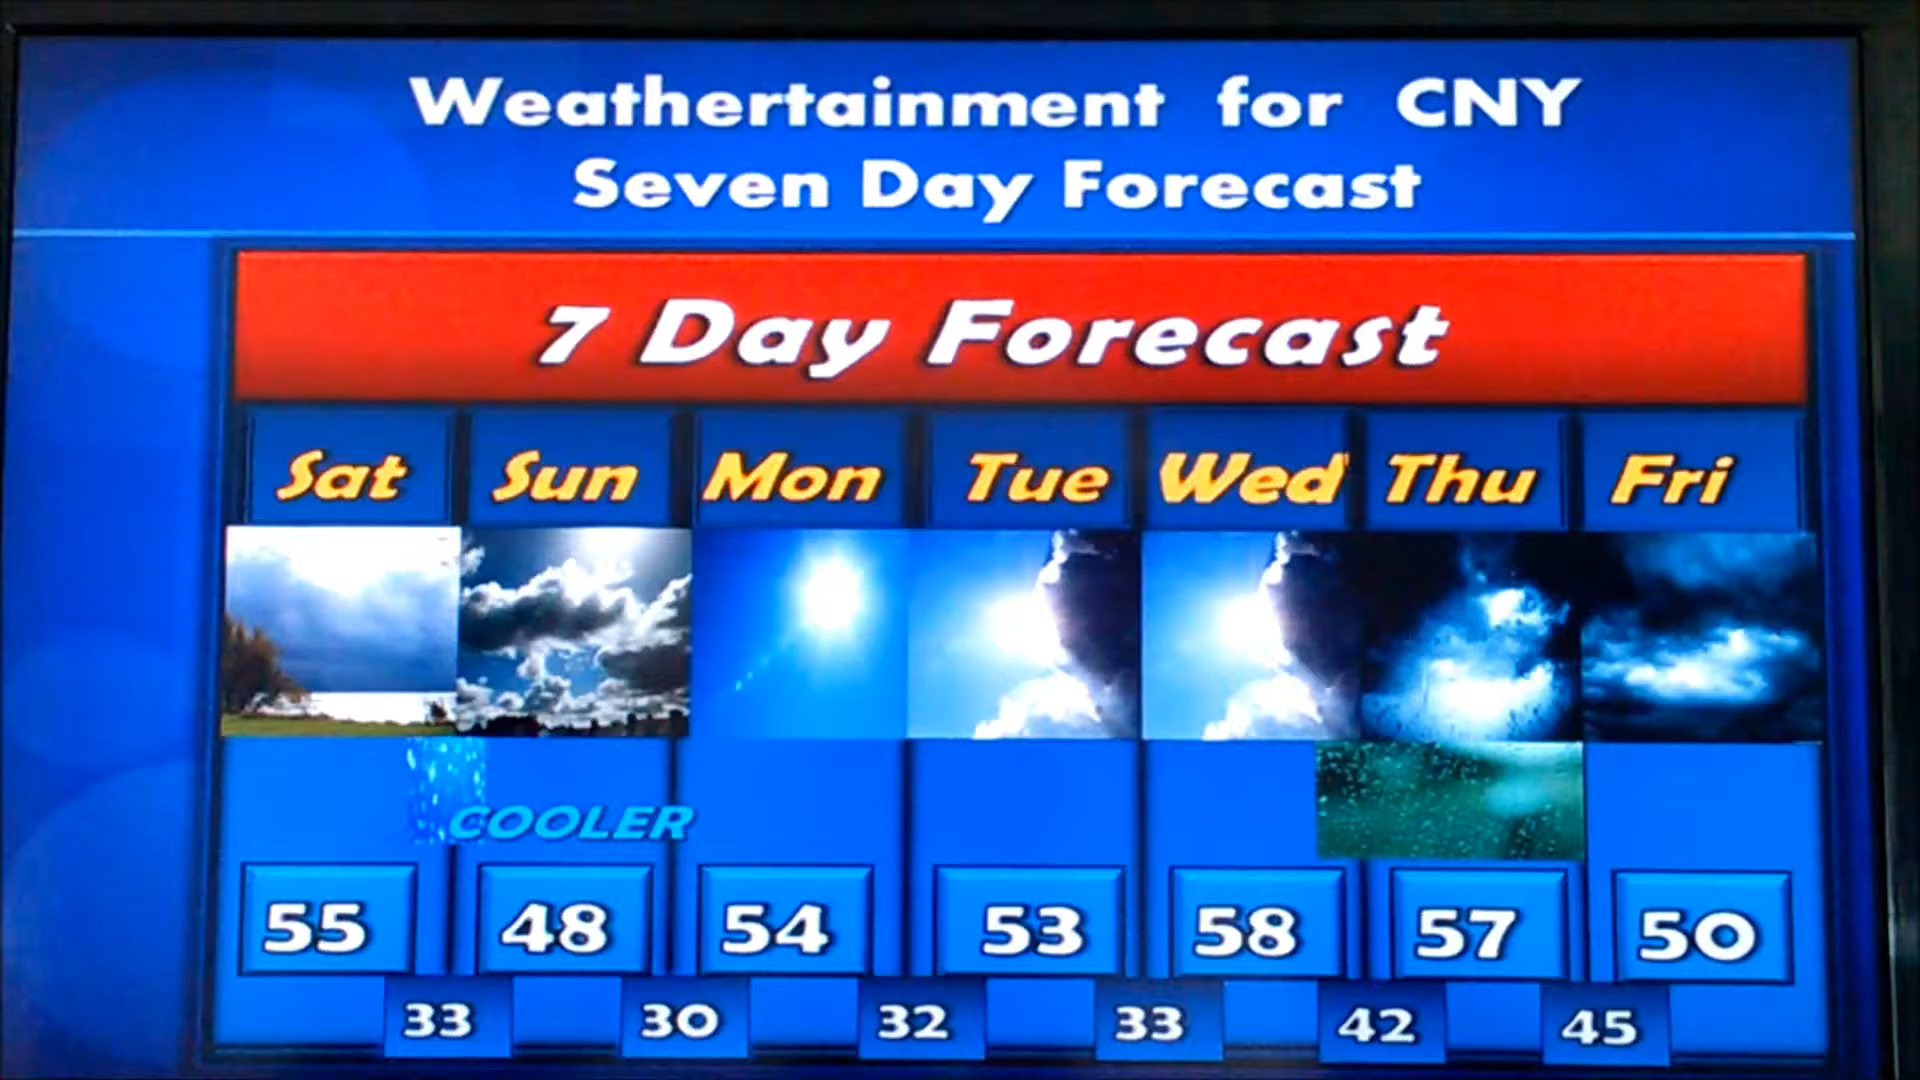 Weathertainment for CNY
Seven Day Forecast
7 Day Forecast
Sat Sun Mon Tue Wed Thu Fri
COOLER
55 48 54 53 58 57 50
33 30 32 33 42 45